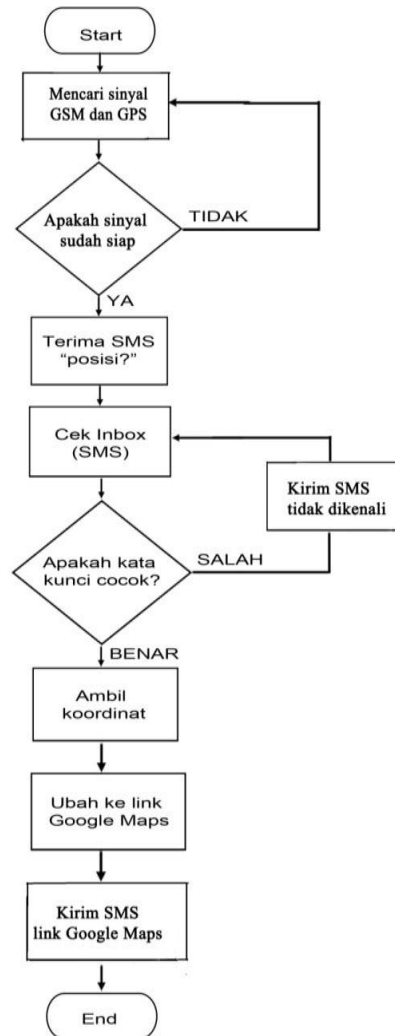 Start
Mencari sinyal
GSM dan GPS
Apakah sinyal
sudah siap
TIDAK
YA
Terima SMS
“posisi?”
Cek Inbox
(SMS)
Kirim SMS
tidak dikenali
Apakah kata
kunci cocok?
SALAH
BENAR
Ambil
koordinat
Ubah ke link
Google Maps
Kirim SMS
link Google Maps
End